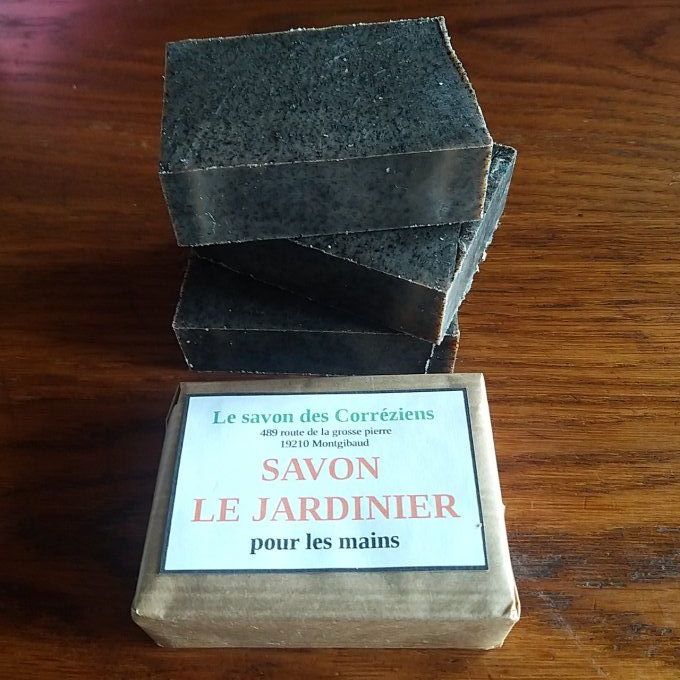 Le savon des Corréziens
489 route de la grosse pierre
19210 Montgibaud
SAVON
LE JARDINIER
pour les mains